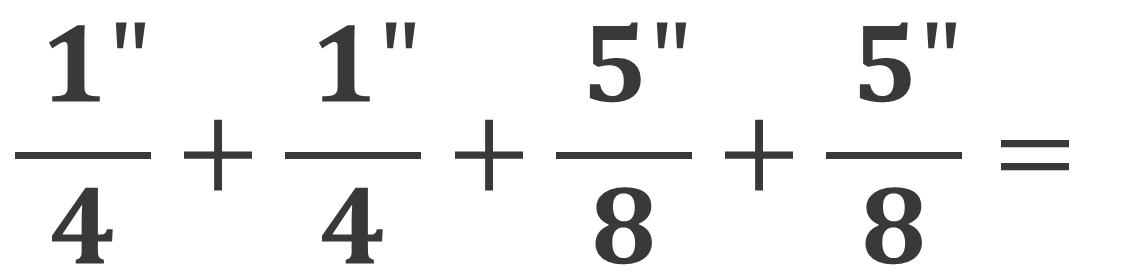 1"/4 + 1"/4 + 5"/8 + 5"/8 =